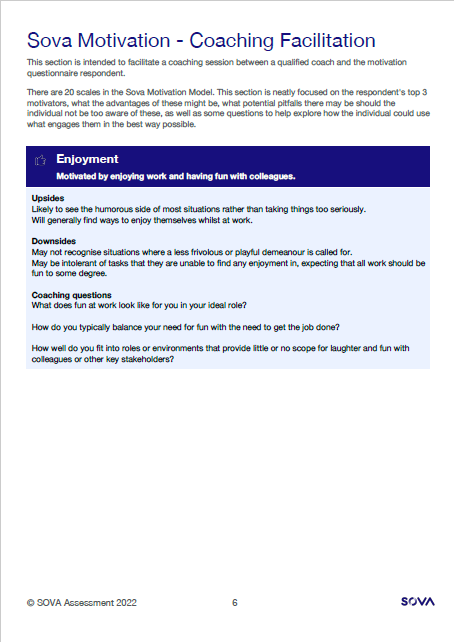 Sova Motivation - Coaching Facilitation
This section is intended to facilitate a coaching session between a qualified coach and the motivation
questionnaire respondent.
There are 20 scales in the Sova Motivation Model. This section is neatly focused on the respondent's top 3
motivators, what the advantages of these might be, what potential pitfalls there may be should the
individual not be too aware of these, as well as some questions to help explore how the individual could use
what engages them in the best way possible.
Enjoyment
Motivated by enjoying work and having fun with colleagues.
Upsides
Likely to see the humorous side of most situations rather than taking things too seriously.
Will generally find ways to enjoy themselves whilst at work.
Downsides
May not recognise situations where a less frivolous or playful demeanour is called for.
May be intolerant of tasks that they are unable to find any enjoyment in, expecting that all work should be
fun to some degree.
Coaching questions
What does fun at work look like for you in your ideal role?
How do you typically balance your need for fun with the need to get the job done?
How well do you fit into roles or environments that provide little or no scope for laughter and fun with
colleagues or other key stakeholders?
© SOVA Assessment 2022
6
SOVA